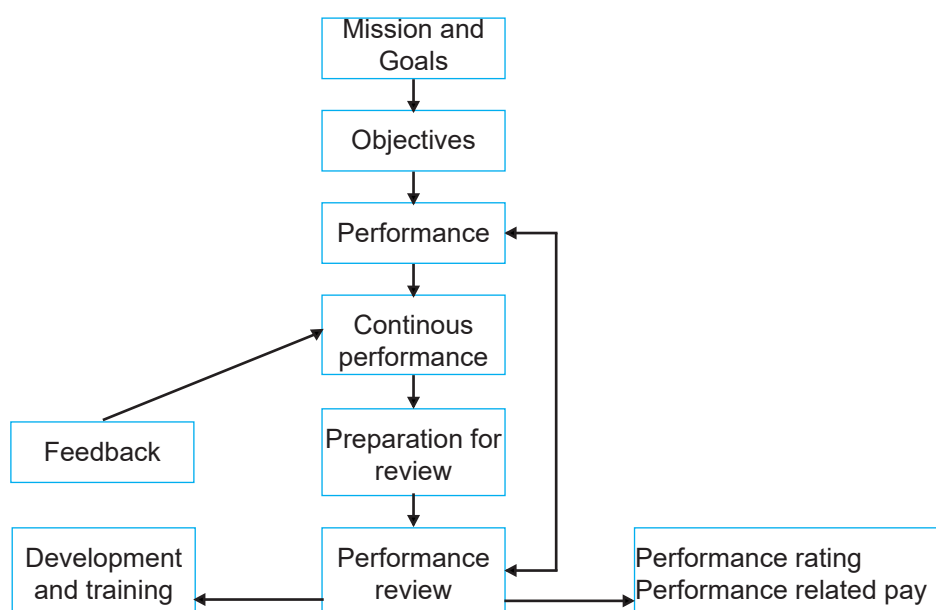 Mission and
Goals
Objectives
Performance
Continous
performance
Feedback
Preparation for
review
Development
and training
Performance
review
Performance rating
Performance related pay